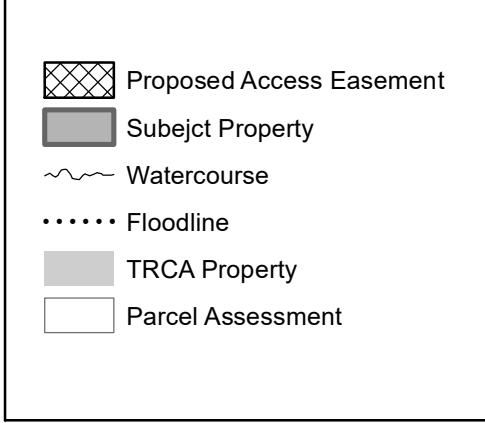 Proposed Access Easement
Subejct Property
Watercourse
Floodline
TRCA Property
Parcel Assessment